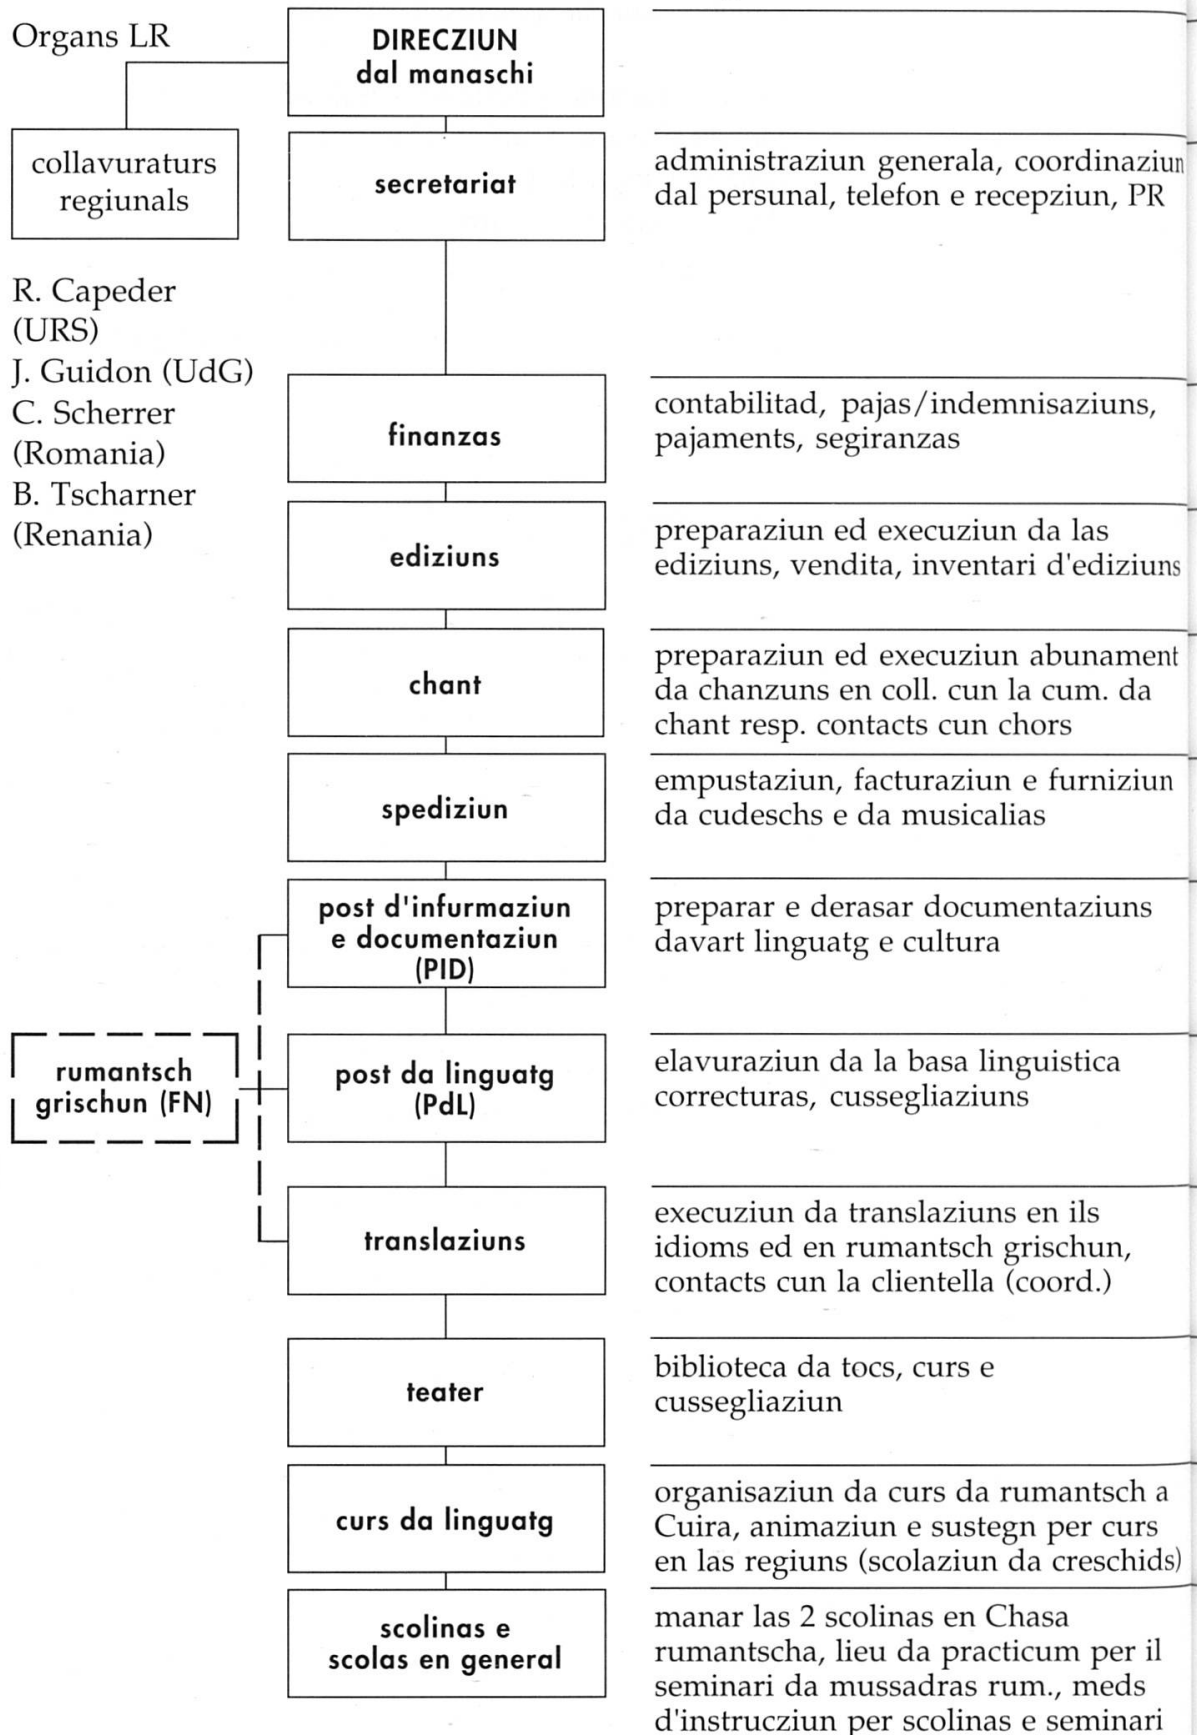 Organs LR
DIRECZIUN
dal manaschi
collavuraturs
regiunals
R. Capeder
(URS)
J. Guidon (UdG)
C. Scherrer
(Romania)
B. Tscharner
(Renania)
secretariat
administraziun generala, coordinaziun
dal persunal, telefon e recepziun, PR
finanzas
contabilitad, pajas/indemnisaziuns,
pajaments, segiranzas
ediziuns
preparaziun ed execuziun da las
ediziuns, vendita, inventari d'ediziuns
chant
preparaziun ed execuziun abunament
da chanzuns en coll. cun la cum. da
chant resp. contacts cun chors
spediziun
empustaziun, facturaziun e furniziun
da cudeschs e da musicalias
post d'infurmaziun
e documentaziun
(PID)
preparar e derasar documentaziuns
davart linguatg e cultura
rumantsch
grischun (FN)
post da linguatg
(PdL)
elavuraziun da la basa linguistica
correcturas, cussegliaziuns
translaziuns
execuziun da translaziuns en ils
idioms ed en rumantsch grischun,
contacts cun la clientella (coord.)
teater
biblioteca da tocs, curs e
cussegliaziun
curs da linguatg
organisaziun da curs da rumantsch a
Cuira, animaziun e sustegn per curs
en las regiuns (scolaziun da creschids)
scolinas e
scolas en general
manar las 2 scolinas en Chasa
rumantscha, lieu da practicum per il
seminari da mussadras rum., meds
d'instrucziun per scolinas e seminari